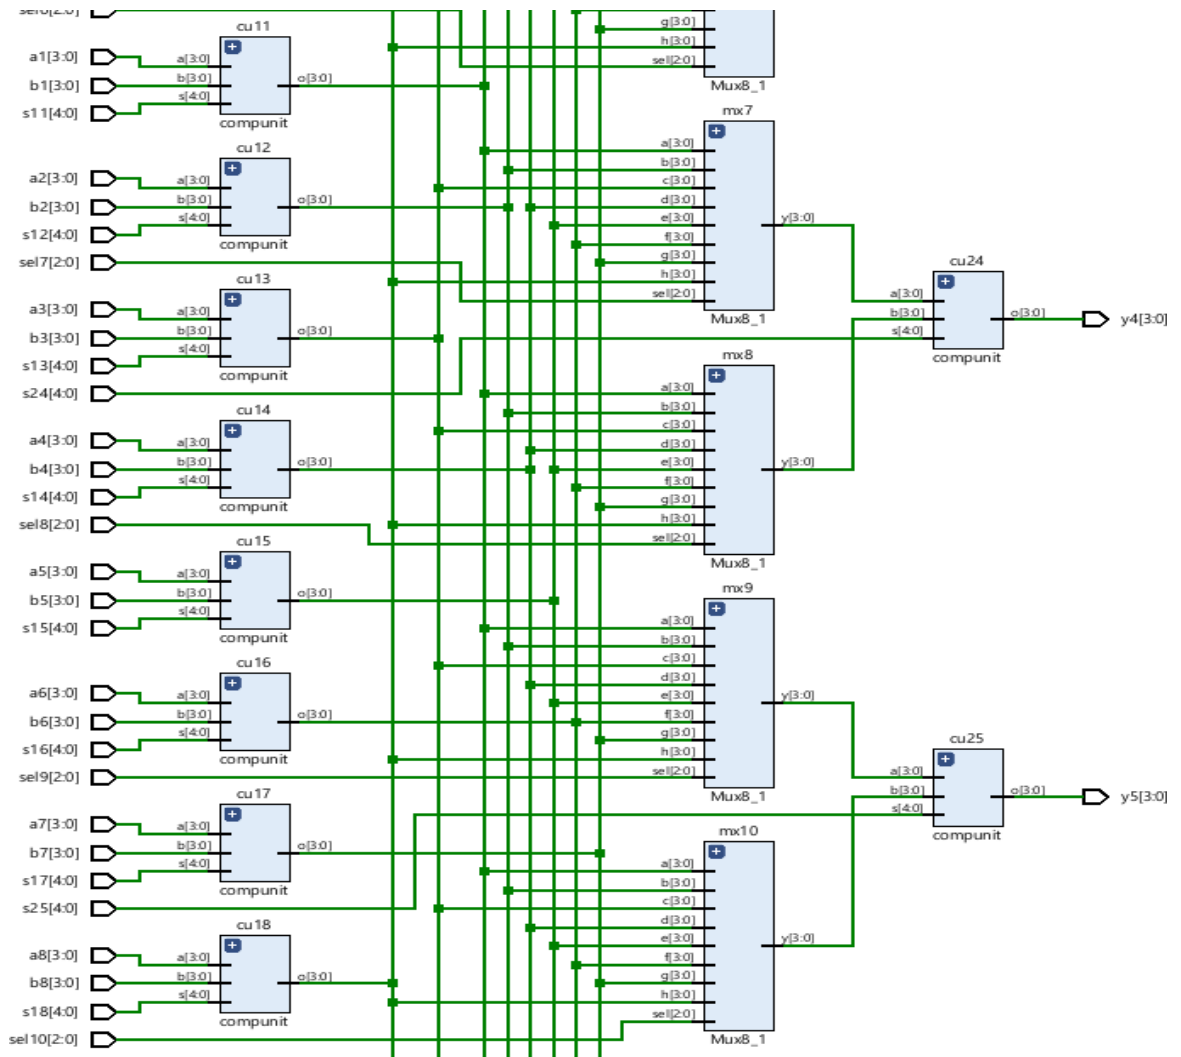 sel6[2:0]
cu11
a1[3:0]
b1[3:0]
s11[4:0]
a[3:0]
b[3:0]
s[4:0]
o[3:0]
compunit
cu12
a2[3:0]
b2[3:0]
s12[4:0]
a[3:0]
b[3:0]
s[4:0]
o[3:0]
compunit
sel7[2:0]
cu13
a3[3:0]
b3[3:0]
s13[4:0]
a[3:0]
b[3:0]
s[4:0]
o[3:0]
compunit
s24[4:0]
cu14
a4[3:0]
b4[3:0]
s14[4:0]
a[3:0]
b[3:0]
s[4:0]
o[3:0]
compunit
sel8[2:0]
cu15
a5[3:0]
b5[3:0]
s15[4:0]
a[3:0]
b[3:0]
s[4:0]
o[3:0]
compunit
cu16
a6[3:0]
b6[3:0]
s16[4:0]
a[3:0]
b[3:0]
s[4:0]
o[3:0]
compunit
sel9[2:0]
cu17
a7[3:0]
b7[3:0]
s17[4:0]
a[3:0]
b[3:0]
s[4:0]
o[3:0]
compunit
s25[4:0]
cu18
a8[3:0]
b8[3:0]
s18[4:0]
a[3:0]
b[3:0]
s[4:0]
o[3:0]
compunit
sel10[2:0]
g[3:0]
h[3:0]
sel[2:0]
Mux8_1
mx7
a[3:0]
b[3:0]
c[3:0]
d[3:0]
e[3:0]
f[3:0]
g[3:0]
h[3:0]
sel[2:0]
y[3:0]
Mux8_1
mx8
a[3:0]
b[3:0]
c[3:0]
d[3:0]
e[3:0]
f[3:0]
g[3:0]
h[3:0]
sel[2:0]
y[3:0]
Mux8_1
mx9
a[3:0]
b[3:0]
c[3:0]
d[3:0]
e[3:0]
f[3:0]
g[3:0]
h[3:0]
sel[2:0]
y[3:0]
Mux8_1
mx10
a[3:0]
b[3:0]
c[3:0]
d[3:0]
e[3:0]
f[3:0]
g[3:0]
h[3:0]
sel[2:0]
y[3:0]
Mux8_1
cu24
a[3:0]
b[3:0]
s[4:0]
o[3:0]
compunit
y4[3:0]
cu25
a[3:0]
b[3:0]
s[4:0]
o[3:0]
compunit
y5[3:0]